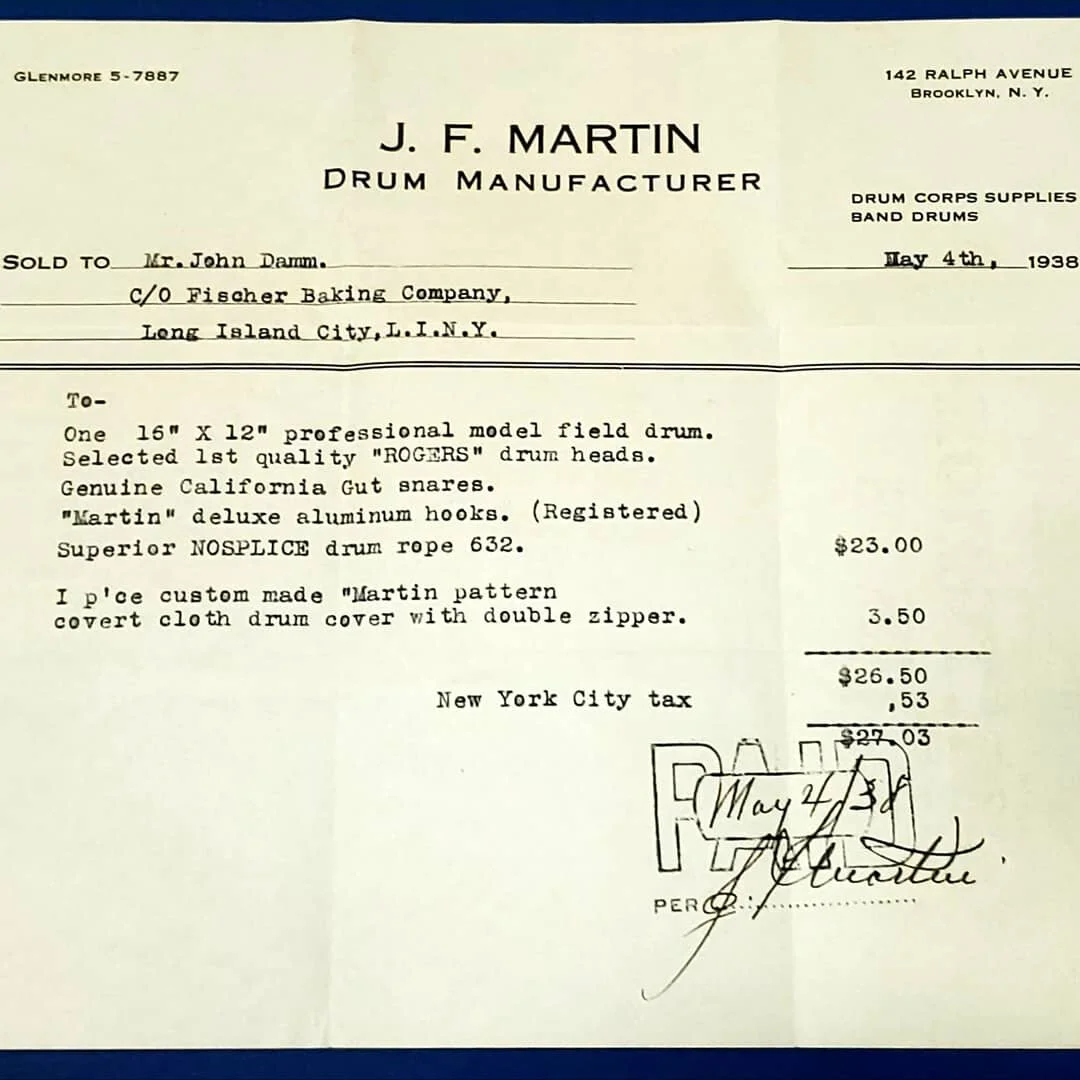 GLENMORE 5-7887
142 RALPH AVENUE
BROOKLYN, N. Y.
J. F. MARTIN
DRUM MANUFACTURER
DRUM CORPS SUPPLIES
BAND DRUMS
SOLD TO Mr.John Damm.
May 4th, 1938
C/O Fischer Baking Company,
Long Island City,L.I.N.Y.
To-
One 16" X 12" professional model field drum.
Selected 1st quality "ROGERS" drum heads.
Genuine California Gut snares.
"Martin" deluxe aluminum hooks. (Registered)
Superior NOSPLICE drum rope 632. $23.00
I p'ce custom made "Martin pattern
covert cloth drum cover with double zipper. 3.50
$26.50
New York City tax ,53
$27.03
PAID
May 4/38
J F Martin
PER